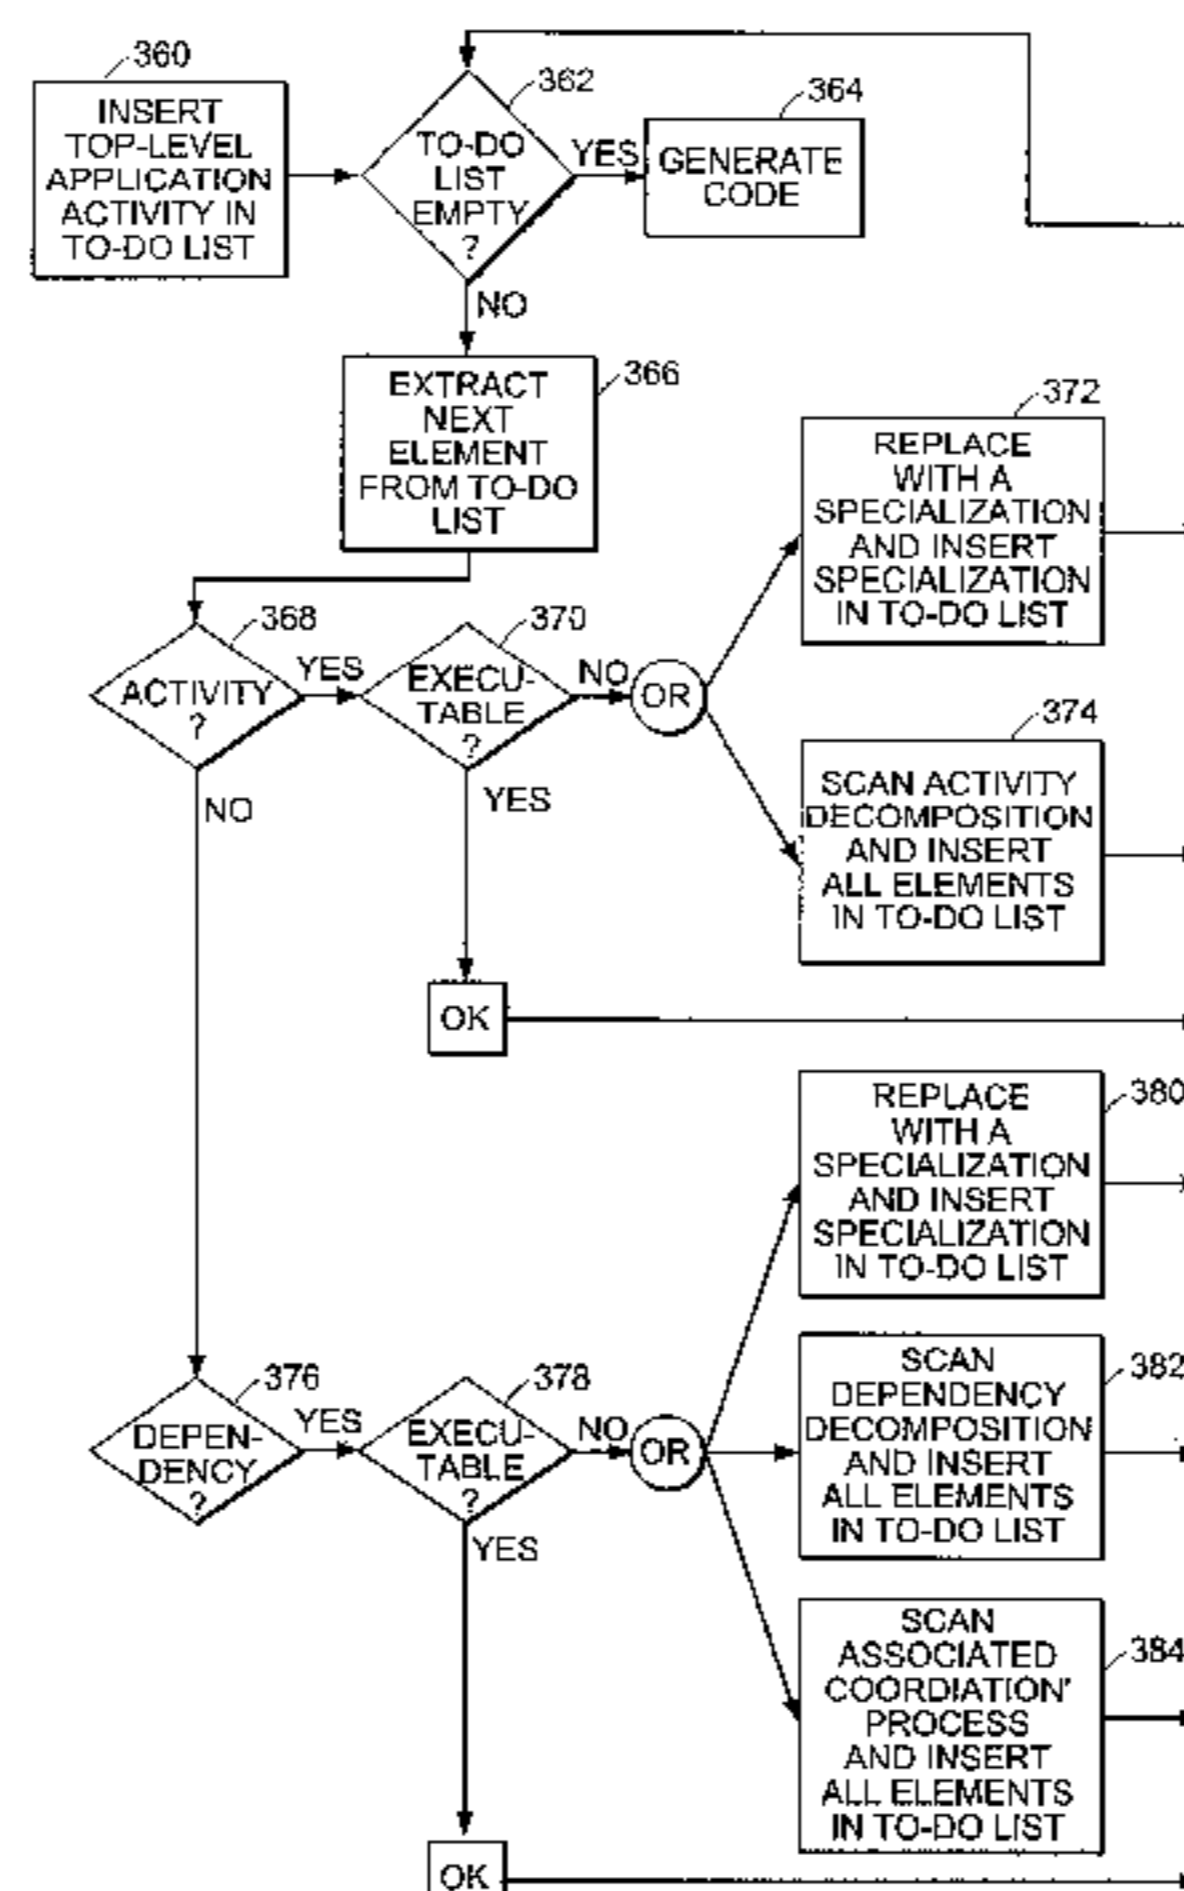 360
INSERT
TOP-LEVEL
APPLICATION
ACTIVITY IN
TO-DO LIST
362
TO-DO
LIST
EMPTY
?
YES
364
GENERATE
CODE
NO
366
EXTRACT
NEXT
ELEMENT
FROM TO-DO
LIST
368
ACTIVITY
?
YES
370
EXECU-
TABLE
?
NO
OR
372
REPLACE
WITH A
SPECIALIZATION
AND INSERT
SPECIALIZATION
IN TO-DO LIST
374
SCAN ACTIVITY
DECOMPOSITION
AND INSERT
ALL ELEMENTS
IN TO-DO LIST
NO
YES
OK
376
DEPEN-
DENCY
?
YES
378
EXECU-
TABLE
?
NO
OR
380
REPLACE
WITH A
SPECIALIZATION
AND INSERT
SPECIALIZATION
IN TO-DO LIST
382
SCAN
DEPENDENCY
DECOMPOSITION
AND INSERT
ALL ELEMENTS
IN TO-DO LIST
384
SCAN
ASSOCIATED
COORDIATION'
PROCESS
AND INSERT
ALL ELEMENTS
IN TO-DO LIST
YES
OK